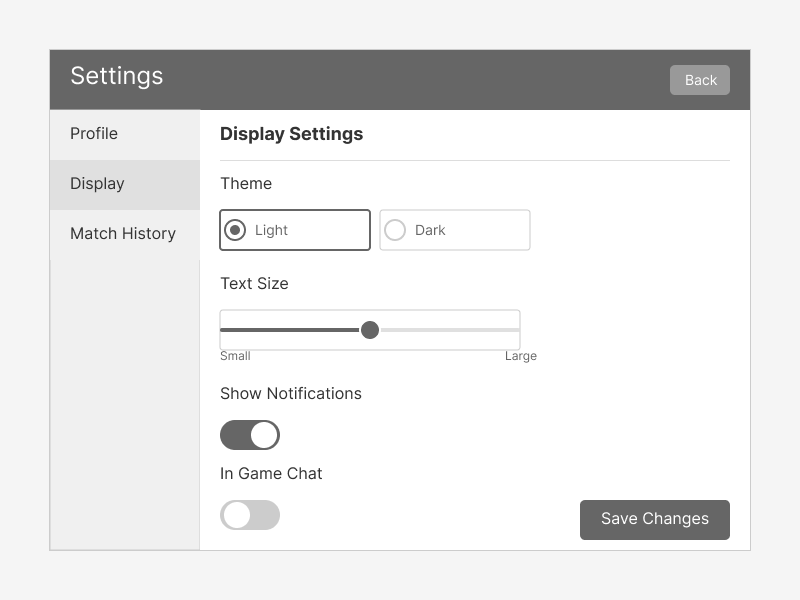 Settings
Back
Profile
Display
Match History
Display Settings
Theme
Light
Dark
Text Size
Small
Large
Show Notifications
In Game Chat
Save Changes